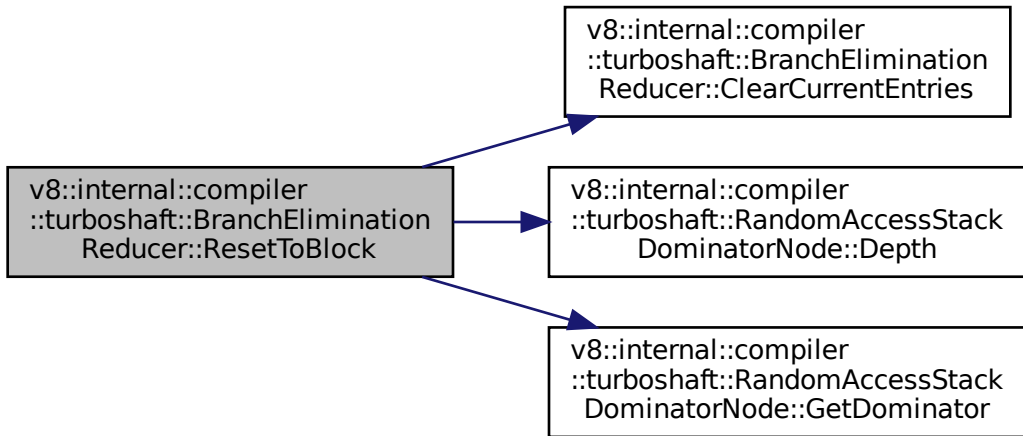 v8::internal::compiler
::turboshaft::BranchElimination
Reducer::ClearCurrentEntries
v8::internal::compiler
::turboshaft::BranchElimination
Reducer::ResetToBlock
v8::internal::compiler
::turboshaft::RandomAccessStack
DominatorNode::Depth
v8::internal::compiler
::turboshaft::RandomAccessStack
DominatorNode::GetDominator